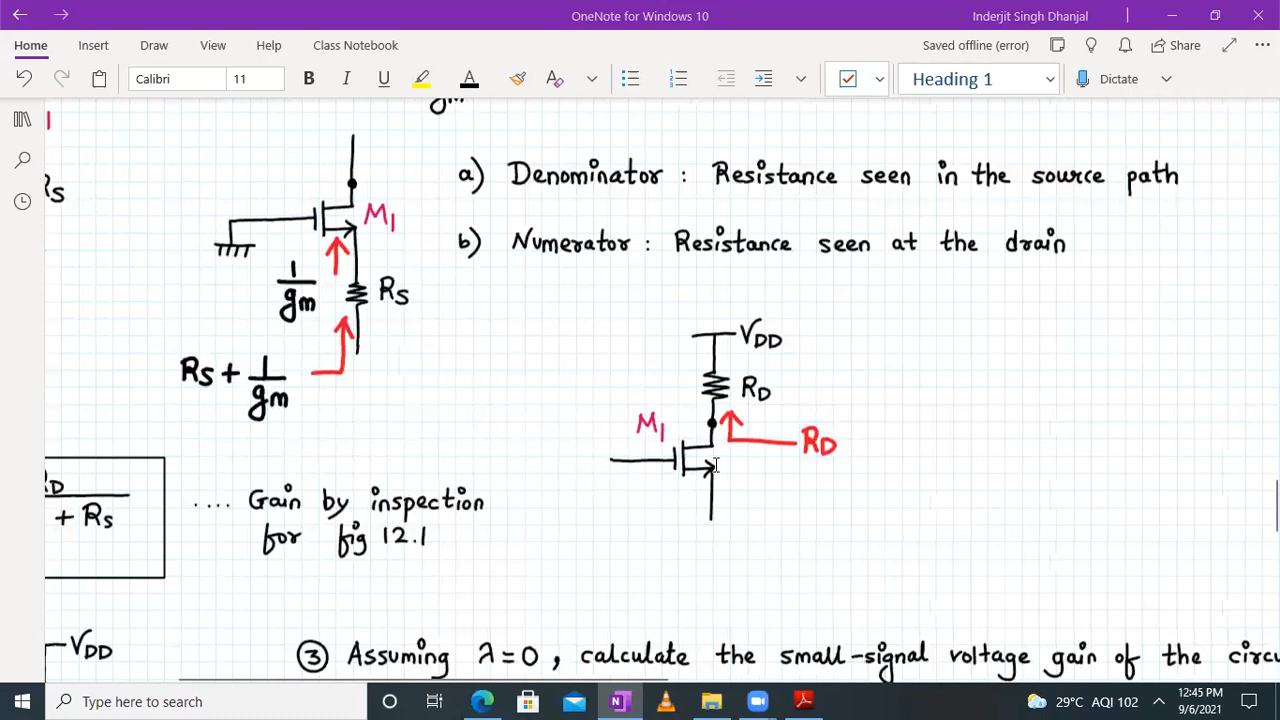 OneNote for Windows 10
Inderjit Singh Dhanjal
Home Insert Draw View Help Class Notebook
Saved offline (error)
Share
Calibri 11 B I U A Heading 1 Dictate
gm
a) Denominator : Resistance seen in the source path
Rs
M1
b) Numerator : Resistance seen at the drain
1/gm
Rs
VDD
Rs + 1/gm
RD
M1
RD
RD
+ Rs
.... Gain by inspection
for fig 12.1
VDD
③ Assuming λ=0, calculate the small-signal voltage gain of the circu
Type here to search
29°C AQI 102
12:45 PM
9/6/2021